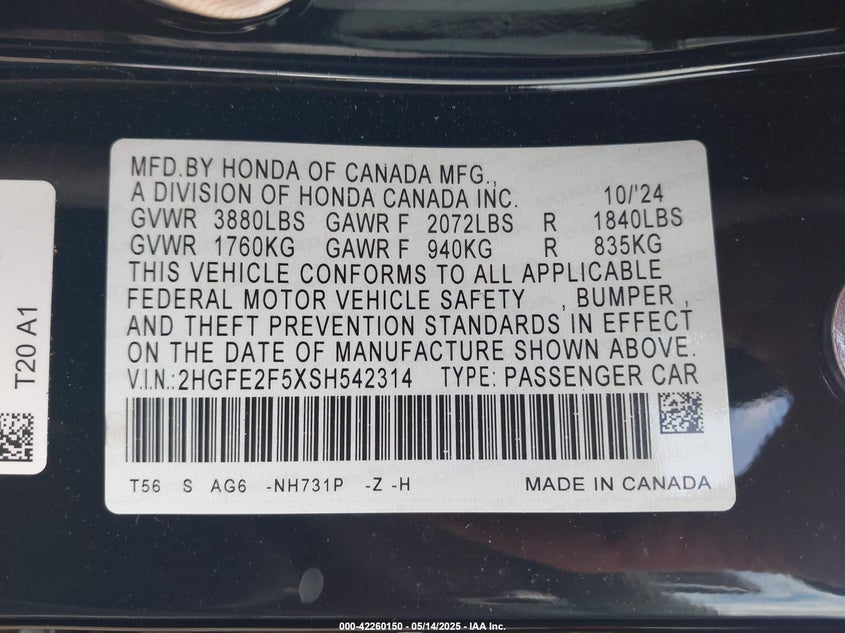 MFD.BY HONDA OF CANADA MFG.,
A DIVISION OF HONDA CANADA INC. 10/'24
GVWR 3880LBS GAWR F 2072LBS R 1840LBS
GVWR 1760KG GAWR F 940KG R 835KG
THIS VEHICLE CONFORMS TO ALL APPLICABLE
FEDERAL MOTOR VEHICLE SAFETY , BUMPER ,
AND THEFT PREVENTION STANDARDS IN EFFECT
ON THE DATE OF MANUFACTURE SHOWN ABOVE.
V.I.N.:2HGFE2F5XSH542314 TYPE: PASSENGER CAR
T56 S AG6 -NH731P -Z -H MADE IN CANADA
T20 A1
000-42260150 - 05/14/2025 - IAA Inc.